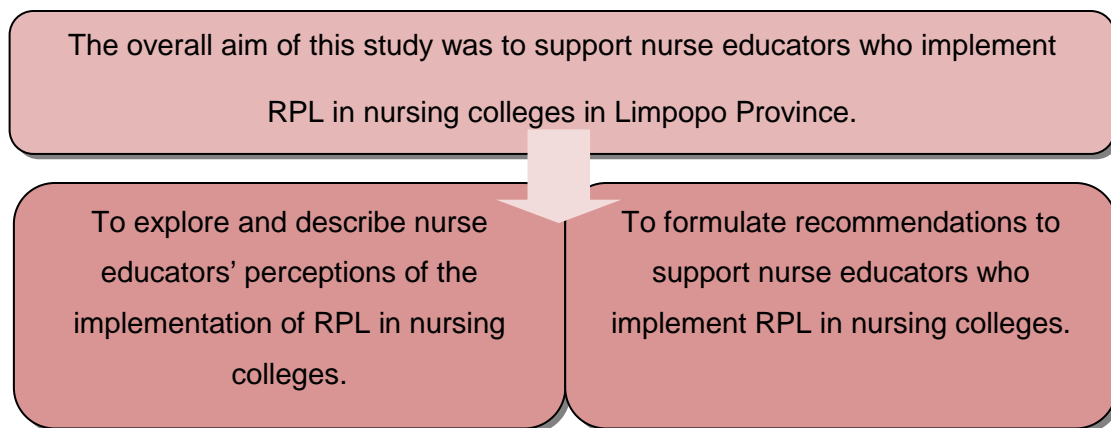 The overall aim of this study was to support nurse educators who implement
RPL in nursing colleges in Limpopo Province.
To explore and describe nurse
educators’ perceptions of the
implementation of RPL in nursing
colleges.
To formulate recommendations to
support nurse educators who
implement RPL in nursing colleges.